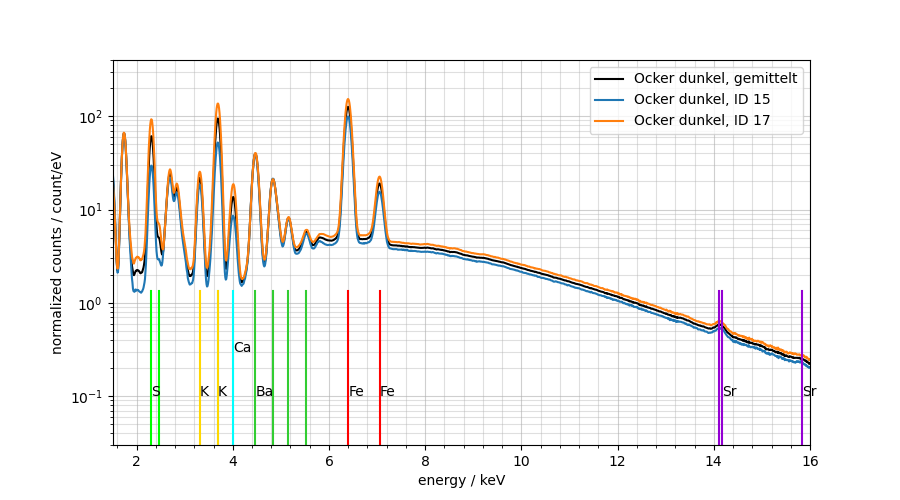 Ocker dunkel, gemittelt
Ocker dunkel, ID 15
Ocker dunkel, ID 17
normalized counts / count/eV
10²
10¹
10⁰
10⁻¹
Ca
S
K
K
Ba
Fe
Fe
Sr
Sr
2
4
6
8
10
12
14
16
energy / keV